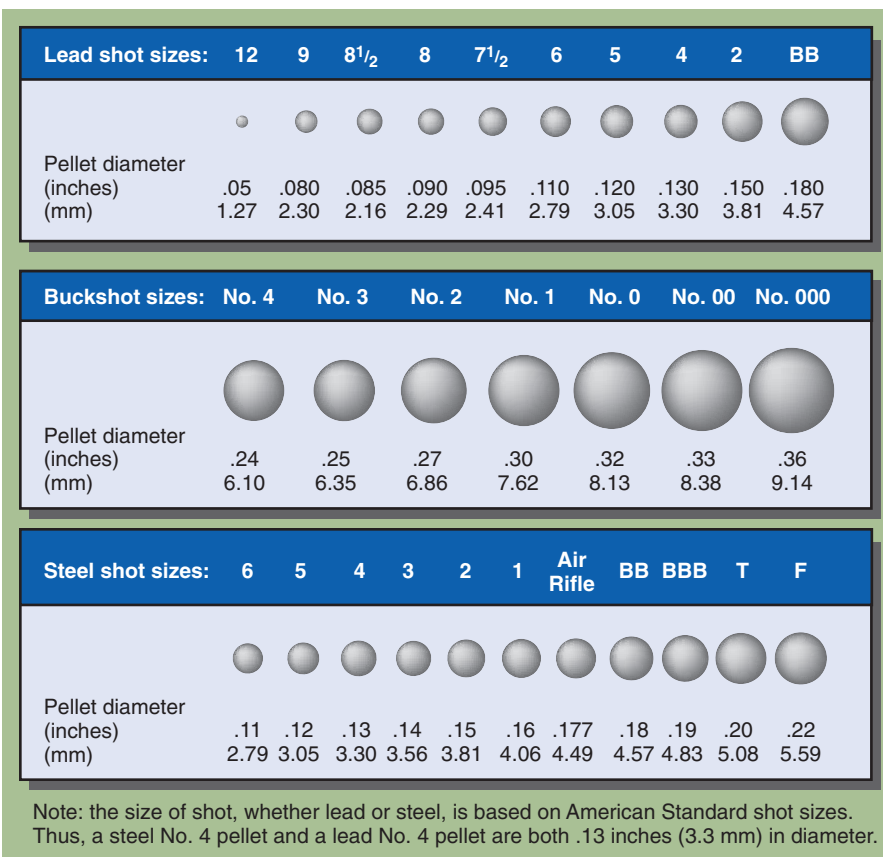 Lead shot sizes: 12 9 8 1/2 8 7 1/2 6 5 4 2 BB
Pellet diameter
(inches) .05 .080 .085 .090 .095 .110 .120 .130 .150 .180
(mm) 1.27 2.30 2.16 2.29 2.41 2.79 3.05 3.30 3.81 4.57
Buckshot sizes: No. 4 No. 3 No. 2 No. 1 No. 0 No. 00 No. 000
Pellet diameter
(inches) .24 .25 .27 .30 .32 .33 .36
(mm) 6.10 6.35 6.86 7.62 8.13 8.38 9.14
Steel shot sizes: 6 5 4 3 2 1 Air Rifle BB BBB T F
Pellet diameter
(inches) .11 .12 .13 .14 .15 .16 .177 .18 .19 .20 .22
(mm) 2.79 3.05 3.30 3.56 3.81 4.06 4.49 4.57 4.83 5.08 5.59
Note: the size of shot, whether lead or steel, is based on American Standard shot sizes.
Thus, a steel No. 4 pellet and a lead No. 4 pellet are both .13 inches (3.3 mm) in diameter.